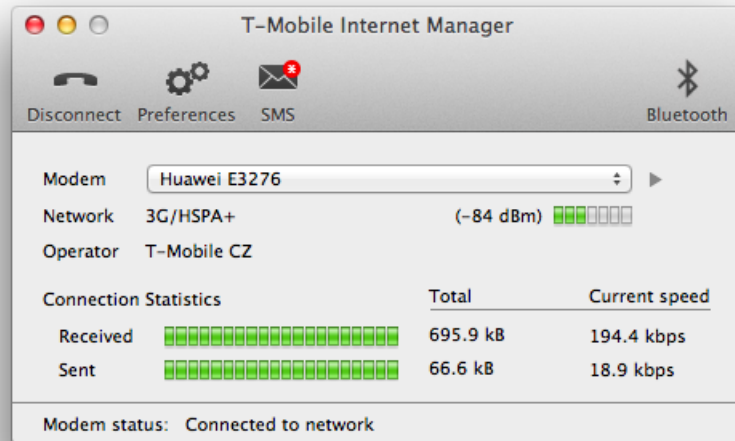 T-Mobile Internet Manager
Disconnect Preferences SMS Bluetooth
Modem Huawei E3276
Network 3G/HSPA+ (-84 dBm)
Operator T-Mobile CZ
Connection Statistics Total Current speed
Received 695.9 kB 194.4 kbps
Sent 66.6 kB 18.9 kbps
Modem status: Connected to network